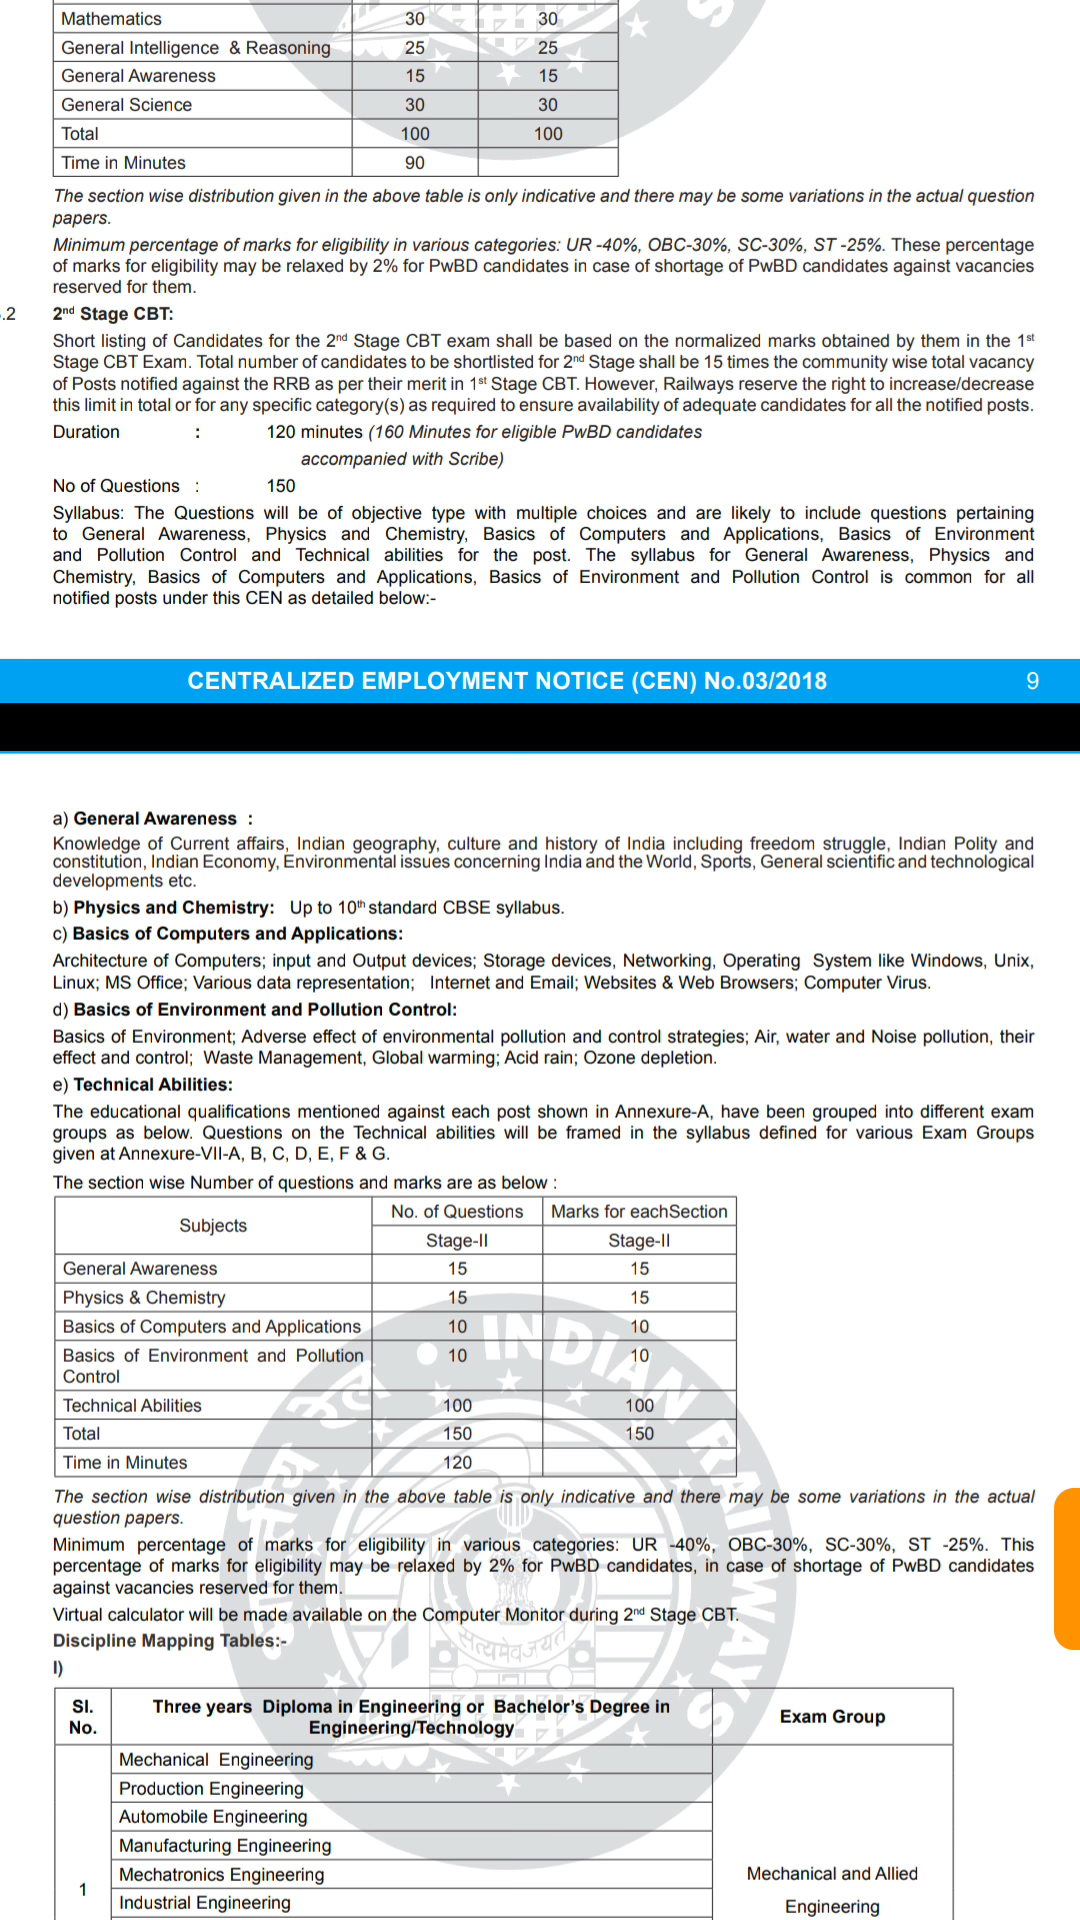 Mathematics 30 30
General Intelligence & Reasoning 25 25
General Awareness 15 15
General Science 30 30
Total 100 100
Time in Minutes 90
The section wise distribution given in the above table is only indicative and there may be some variations in the actual question
papers.
Minimum percentage of marks for eligibility in various categories: UR -40%, OBC-30%, SC-30%, ST -25%. These percentage
of marks for eligibility may be relaxed by 2% for PwBD candidates in case of shortage of PwBD candidates against vacancies
reserved for them.
.2 2nd Stage CBT:
Short listing of Candidates for the 2nd Stage CBT exam shall be based on the normalized marks obtained by them in the 1st
Stage CBT Exam. Total number of candidates to be shortlisted for 2nd Stage shall be 15 times the community wise total vacancy
of Posts notified against the RRB as per their merit in 1st Stage CBT. However, Railways reserve the right to increase/decrease
this limit in total or for any specific category(s) as required to ensure availability of adequate candidates for all the notified posts.
Duration : 120 minutes (160 Minutes for eligible PwBD candidates
accompanied with Scribe)
No of Questions : 150
Syllabus: The Questions will be of objective type with multiple choices and are likely to include questions pertaining
to General Awareness, Physics and Chemistry, Basics of Computers and Applications, Basics of Environment
and Pollution Control and Technical abilities for the post. The syllabus for General Awareness, Physics and
Chemistry, Basics of Computers and Applications, Basics of Environment and Pollution Control is common for all
notified posts under this CEN as detailed below:-
CENTRALIZED EMPLOYMENT NOTICE (CEN) No.03/2018 9
a) General Awareness :
Knowledge of Current affairs, Indian geography, culture and history of India including freedom struggle, Indian Polity and
constitution, Indian Economy, Environmental issues concerning India and the World, Sports, General scientific and technological
developments etc.
b) Physics and Chemistry: Up to 10th standard CBSE syllabus.
c) Basics of Computers and Applications:
Architecture of Computers; input and Output devices; Storage devices, Networking, Operating System like Windows, Unix,
Linux; MS Office; Various data representation; Internet and Email; Websites & Web Browsers; Computer Virus.
d) Basics of Environment and Pollution Control:
Basics of Environment; Adverse effect of environmental pollution and control strategies; Air, water and Noise pollution, their
effect and control; Waste Management, Global warming; Acid rain; Ozone depletion.
e) Technical Abilities:
The educational qualifications mentioned against each post shown in Annexure-A, have been grouped into different exam
groups as below. Questions on the Technical abilities will be framed in the syllabus defined for various Exam Groups
given at Annexure-VII-A, B, C, D, E, F & G.
The section wise Number of questions and marks are as below :
Subjects No. of Questions Marks for eachSection
Stage-II Stage-II
General Awareness 15 15
Physics & Chemistry 15 15
Basics of Computers and Applications 10 10
Basics of Environment and Pollution 10 10
Control
Technical Abilities 100 100
Total 150 150
Time in Minutes 120
भारतीय रेल INDIAN RAILWAYS
सत्यमेव जयते
The section wise distribution given in the above table is only indicative and there may be some variations in the actual
question papers.
Minimum percentage of marks for eligibility in various categories: UR -40%, OBC-30%, SC-30%, ST -25%. This
percentage of marks for eligibility may be relaxed by 2% for PwBD candidates, in case of shortage of PwBD candidates
against vacancies reserved for them.
Virtual calculator will be made available on the Computer Monitor during 2nd Stage CBT.
Discipline Mapping Tables:-
I)
Sl. No. Three years Diploma in Engineering or Bachelor's Degree in Engineering/Technology Exam Group
Mechanical Engineering
Production Engineering
Automobile Engineering
Manufacturing Engineering
Mechatronics Engineering
1 Industrial Engineering
Mechanical and Allied
Engineering